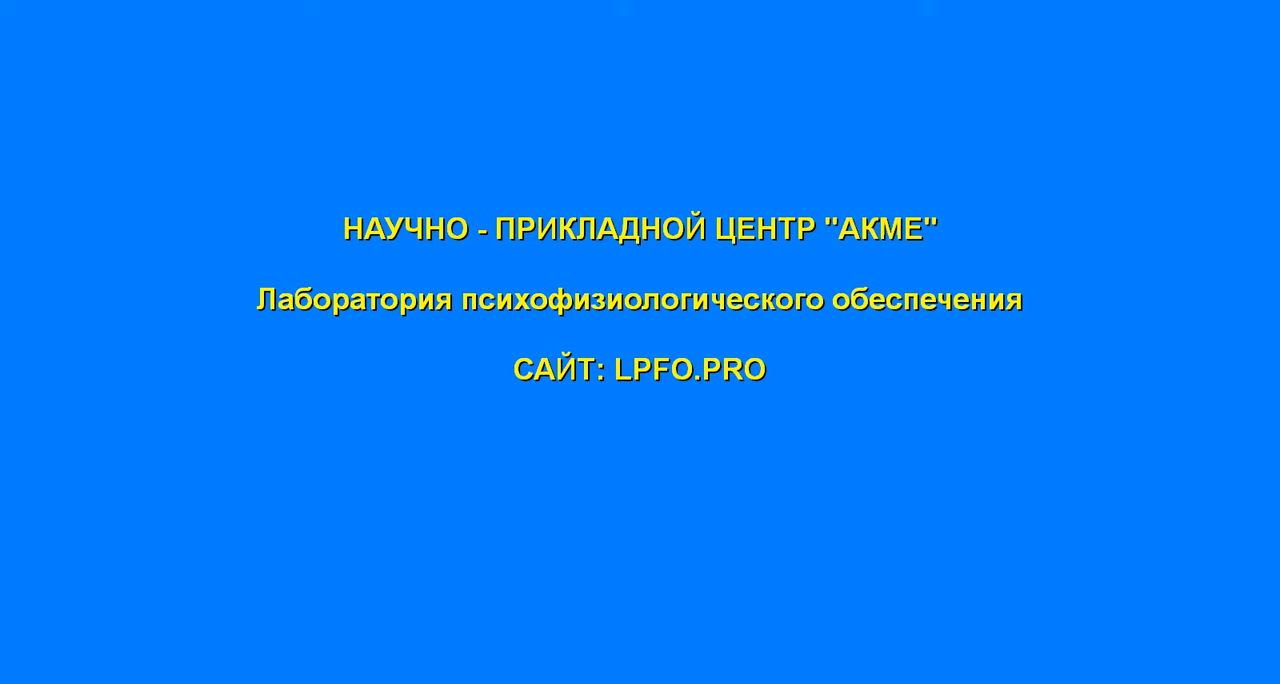 НАУЧНО - ПРИКЛАДНОЙ ЦЕНТР "АКМЕ"
Лаборатория психофизиологического обеспечения
САЙТ: LPFO.PRO